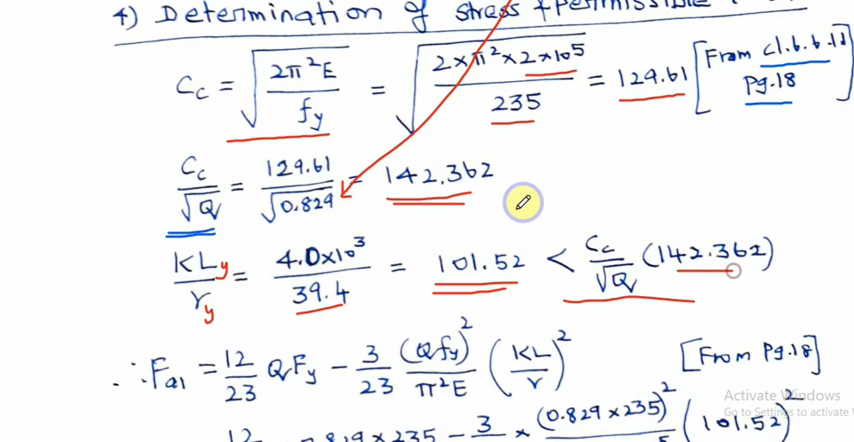 4) Determination of stress & Permissible
Cc = √(2π²E / fy) = √(2×π²×2×10⁵ / 235) = 129.61 [From cl.6.6.1.2 Pg.18]
Cc/√Q = 129.61/√0.829 = 142.362
KLy/ry = 4.0×10³/39.4 = 101.52 < Cc/√Q (142.362)
∴ Fa1 = 12/23 QFy − 3/23 (Qfy)²/π²E (KL/r)² [From Pg.18]
Activate Windows
Go to Settings to activate
12 0.829×235 − 3 × (0.829×235)² (101.52)²